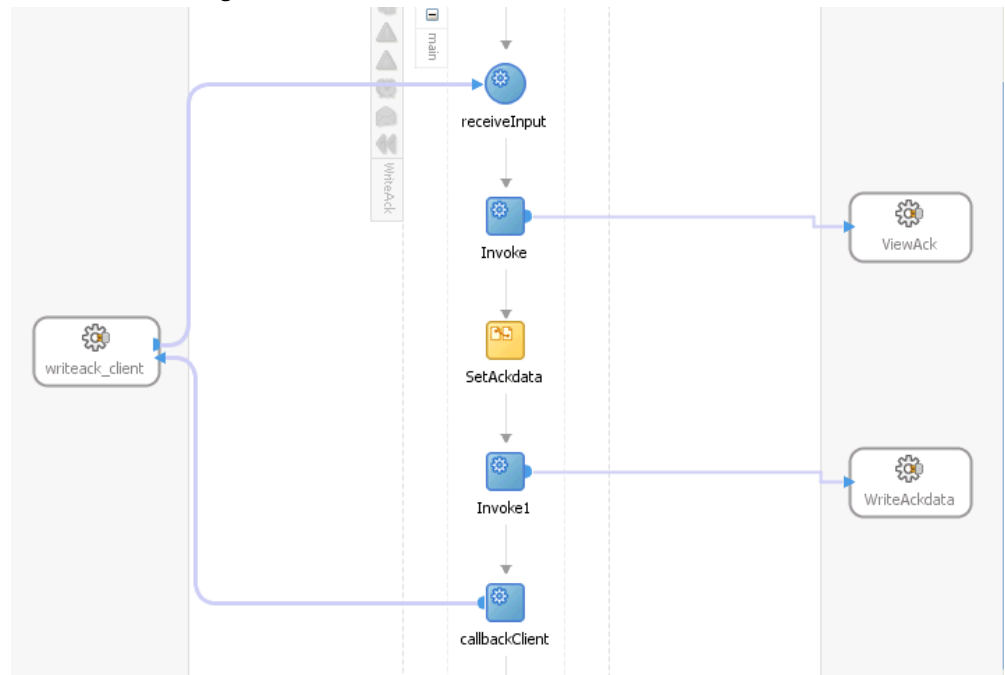 main
receiveInput
WriteAck
Invoke
ViewAck
writeack_client
SetAckdata
Invoke1
WriteAckdata
callbackClient